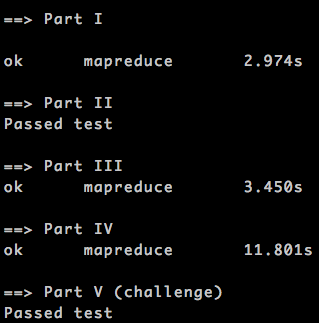 ==> Part I
ok mapreduce 2.974s
==> Part II
Passed test
==> Part III
ok mapreduce 3.450s
==> Part IV
ok mapreduce 11.801s
==> Part V (challenge)
Passed test